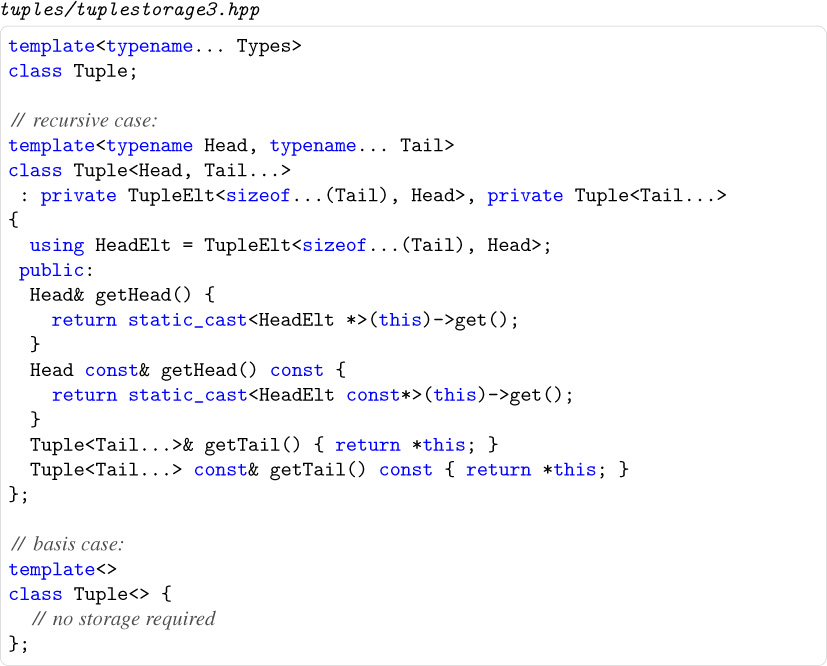 tuples/tuplestorage3.hpp
template<typename... Types>
class Tuple;
// recursive case:
template<typename Head, typename... Tail>
class Tuple<Head, Tail...>
 : private TupleElt<sizeof...(Tail), Head>, private Tuple<Tail...>
{
  using HeadElt = TupleElt<sizeof...(Tail), Head>;
 public:
  Head& getHead() {
    return static_cast<HeadElt *>(this)->get();
  }
  Head const& getHead() const {
    return static_cast<HeadElt const*>(this)->get();
  }
  Tuple<Tail...>& getTail() { return *this; }
  Tuple<Tail...> const& getTail() const { return *this; }
};
// basis case:
template<>
class Tuple<> {
  // no storage required
};